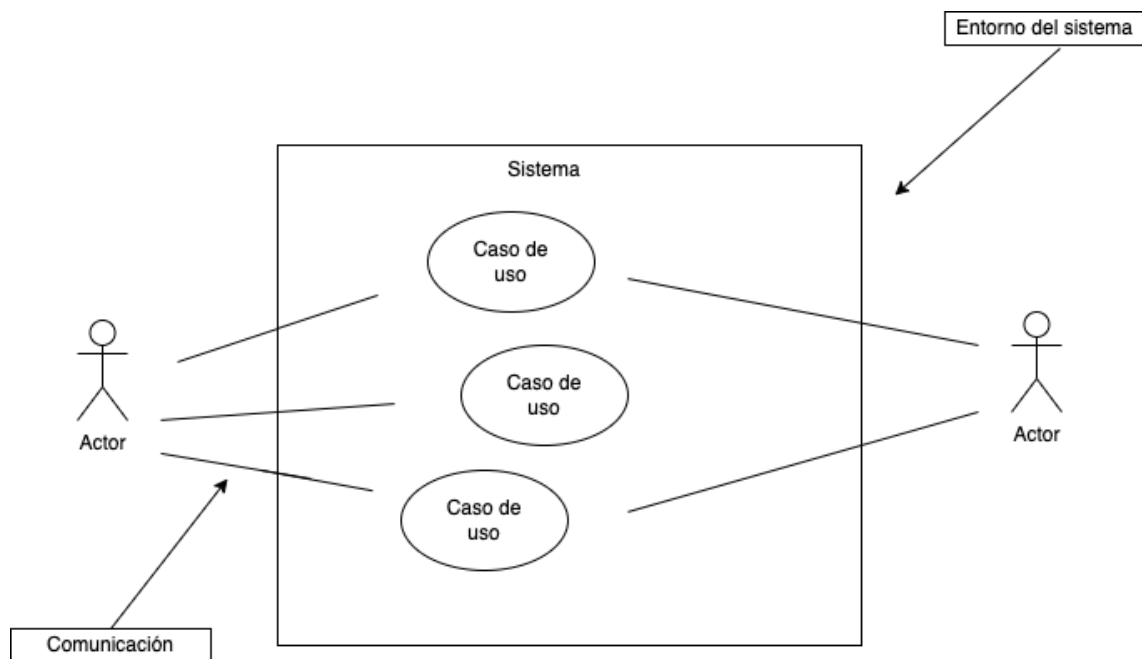 Entorno del sistema
Sistema
Caso de
uso
Caso de
uso
Actor
Actor
Caso de
uso
Comunicación